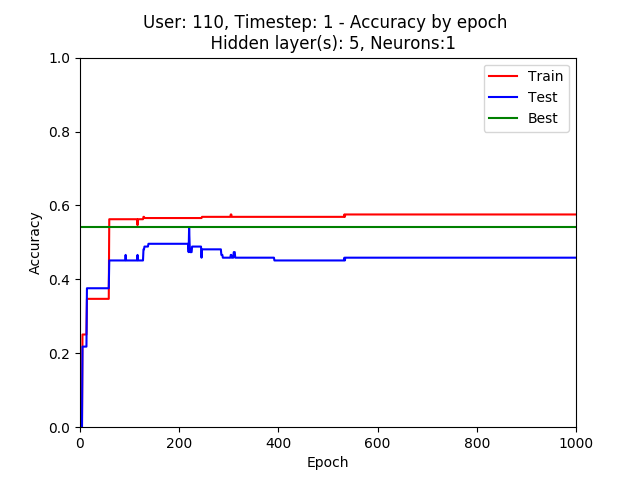 User: 110, Timestep: 1 - Accuracy by epoch
Hidden layer(s): 5, Neurons:1
1.0
0.8
0.6
0.4
0.2
0.0
Accuracy
Train
Test
Best
0 200 400 600 800 1000
Epoch